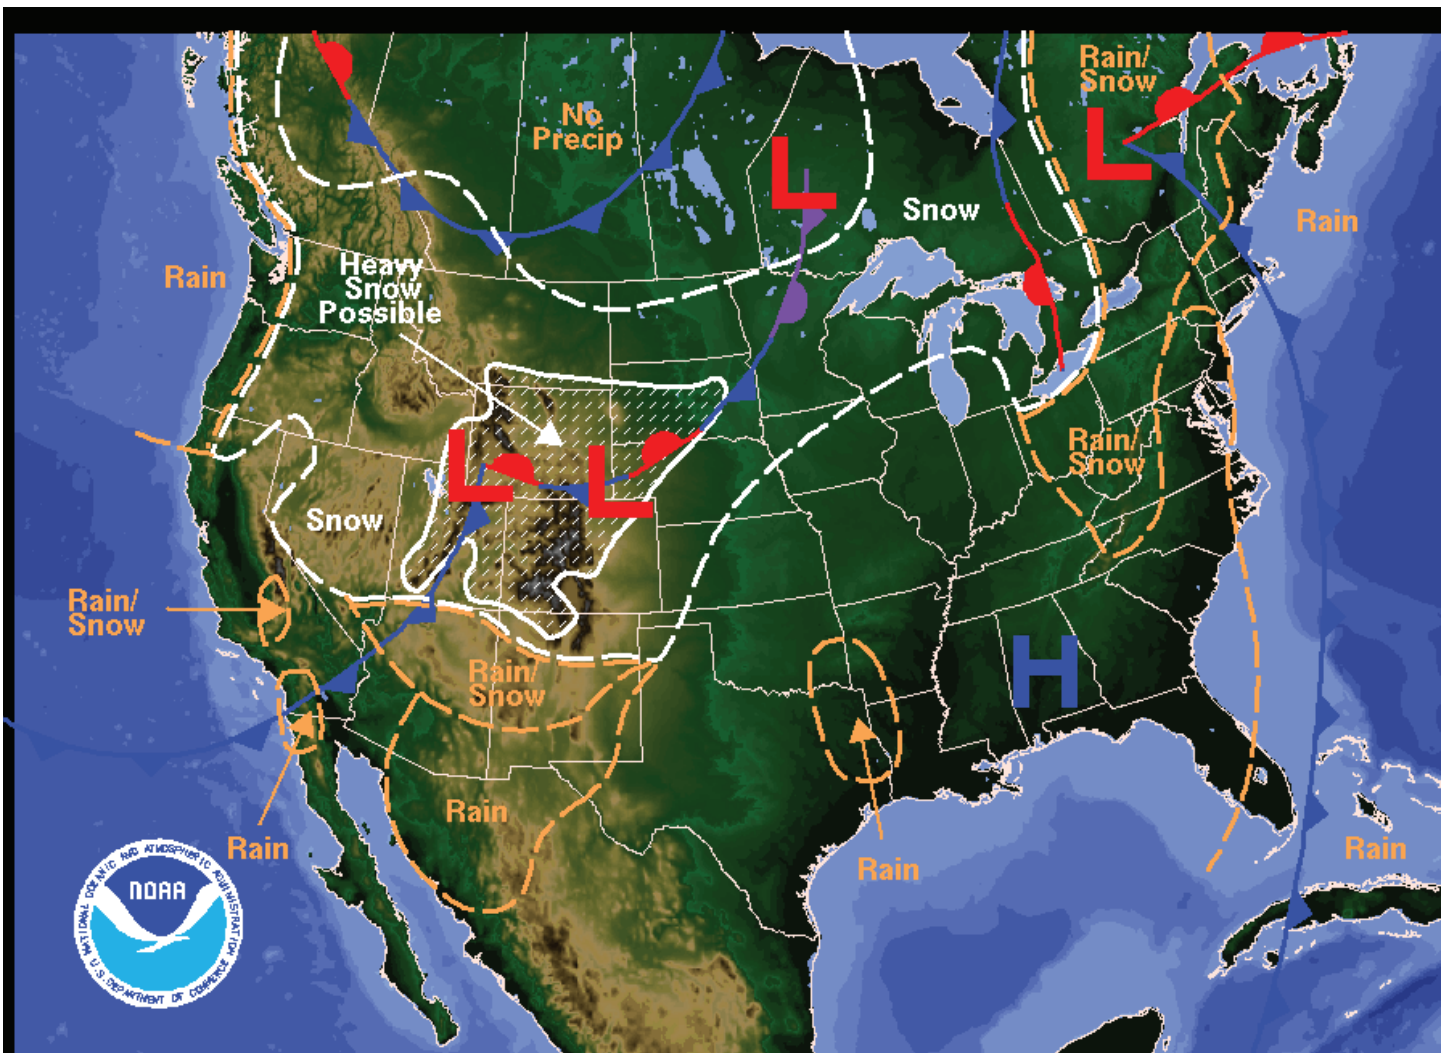 Rain/
Snow
No
Precip
L
L
Snow
Rain
Rain
Heavy
Snow
Possible
Rain/
Snow
L
L
Snow
Rain/
Snow
H
Rain/
Snow
Rain
Rain
Rain
Rain
NATIONAL OCEANIC AND ATMOSPHERIC ADMINISTRATION
NOAA
U.S. DEPARTMENT OF COMMERCE